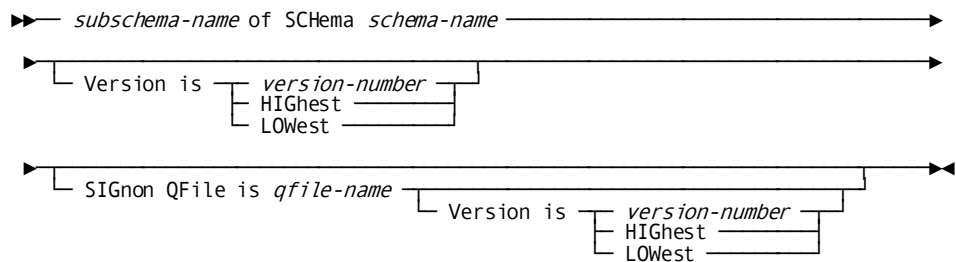 subschema-name of SCHema schema-name
Version is version-number
HIGhest
LOWest
SIGnon QFile is qfile-name
Version is version-number
HIGhest
LOWest